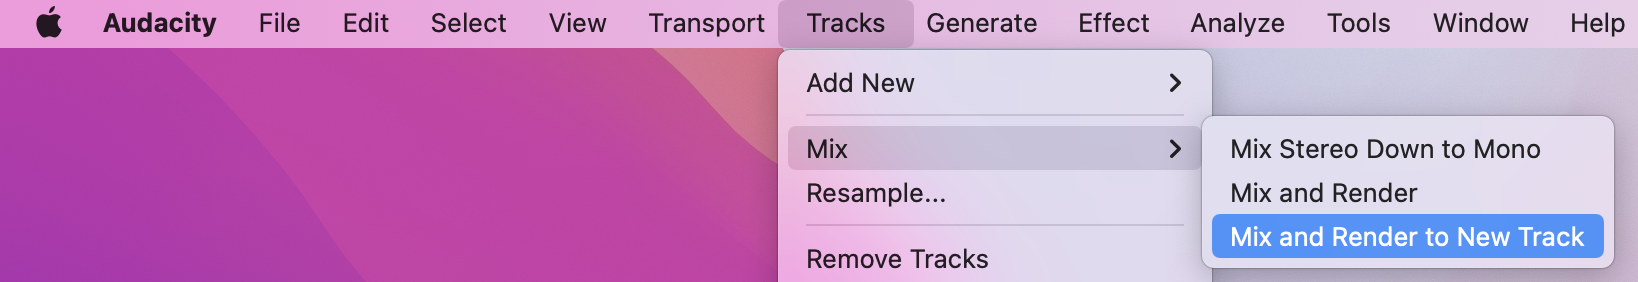 Audacity File Edit Select View Transport Tracks Generate Effect Analyze Tools Window Help
Add New
Mix
Resample...
Remove Tracks
Mix Stereo Down to Mono
Mix and Render
Mix and Render to New Track